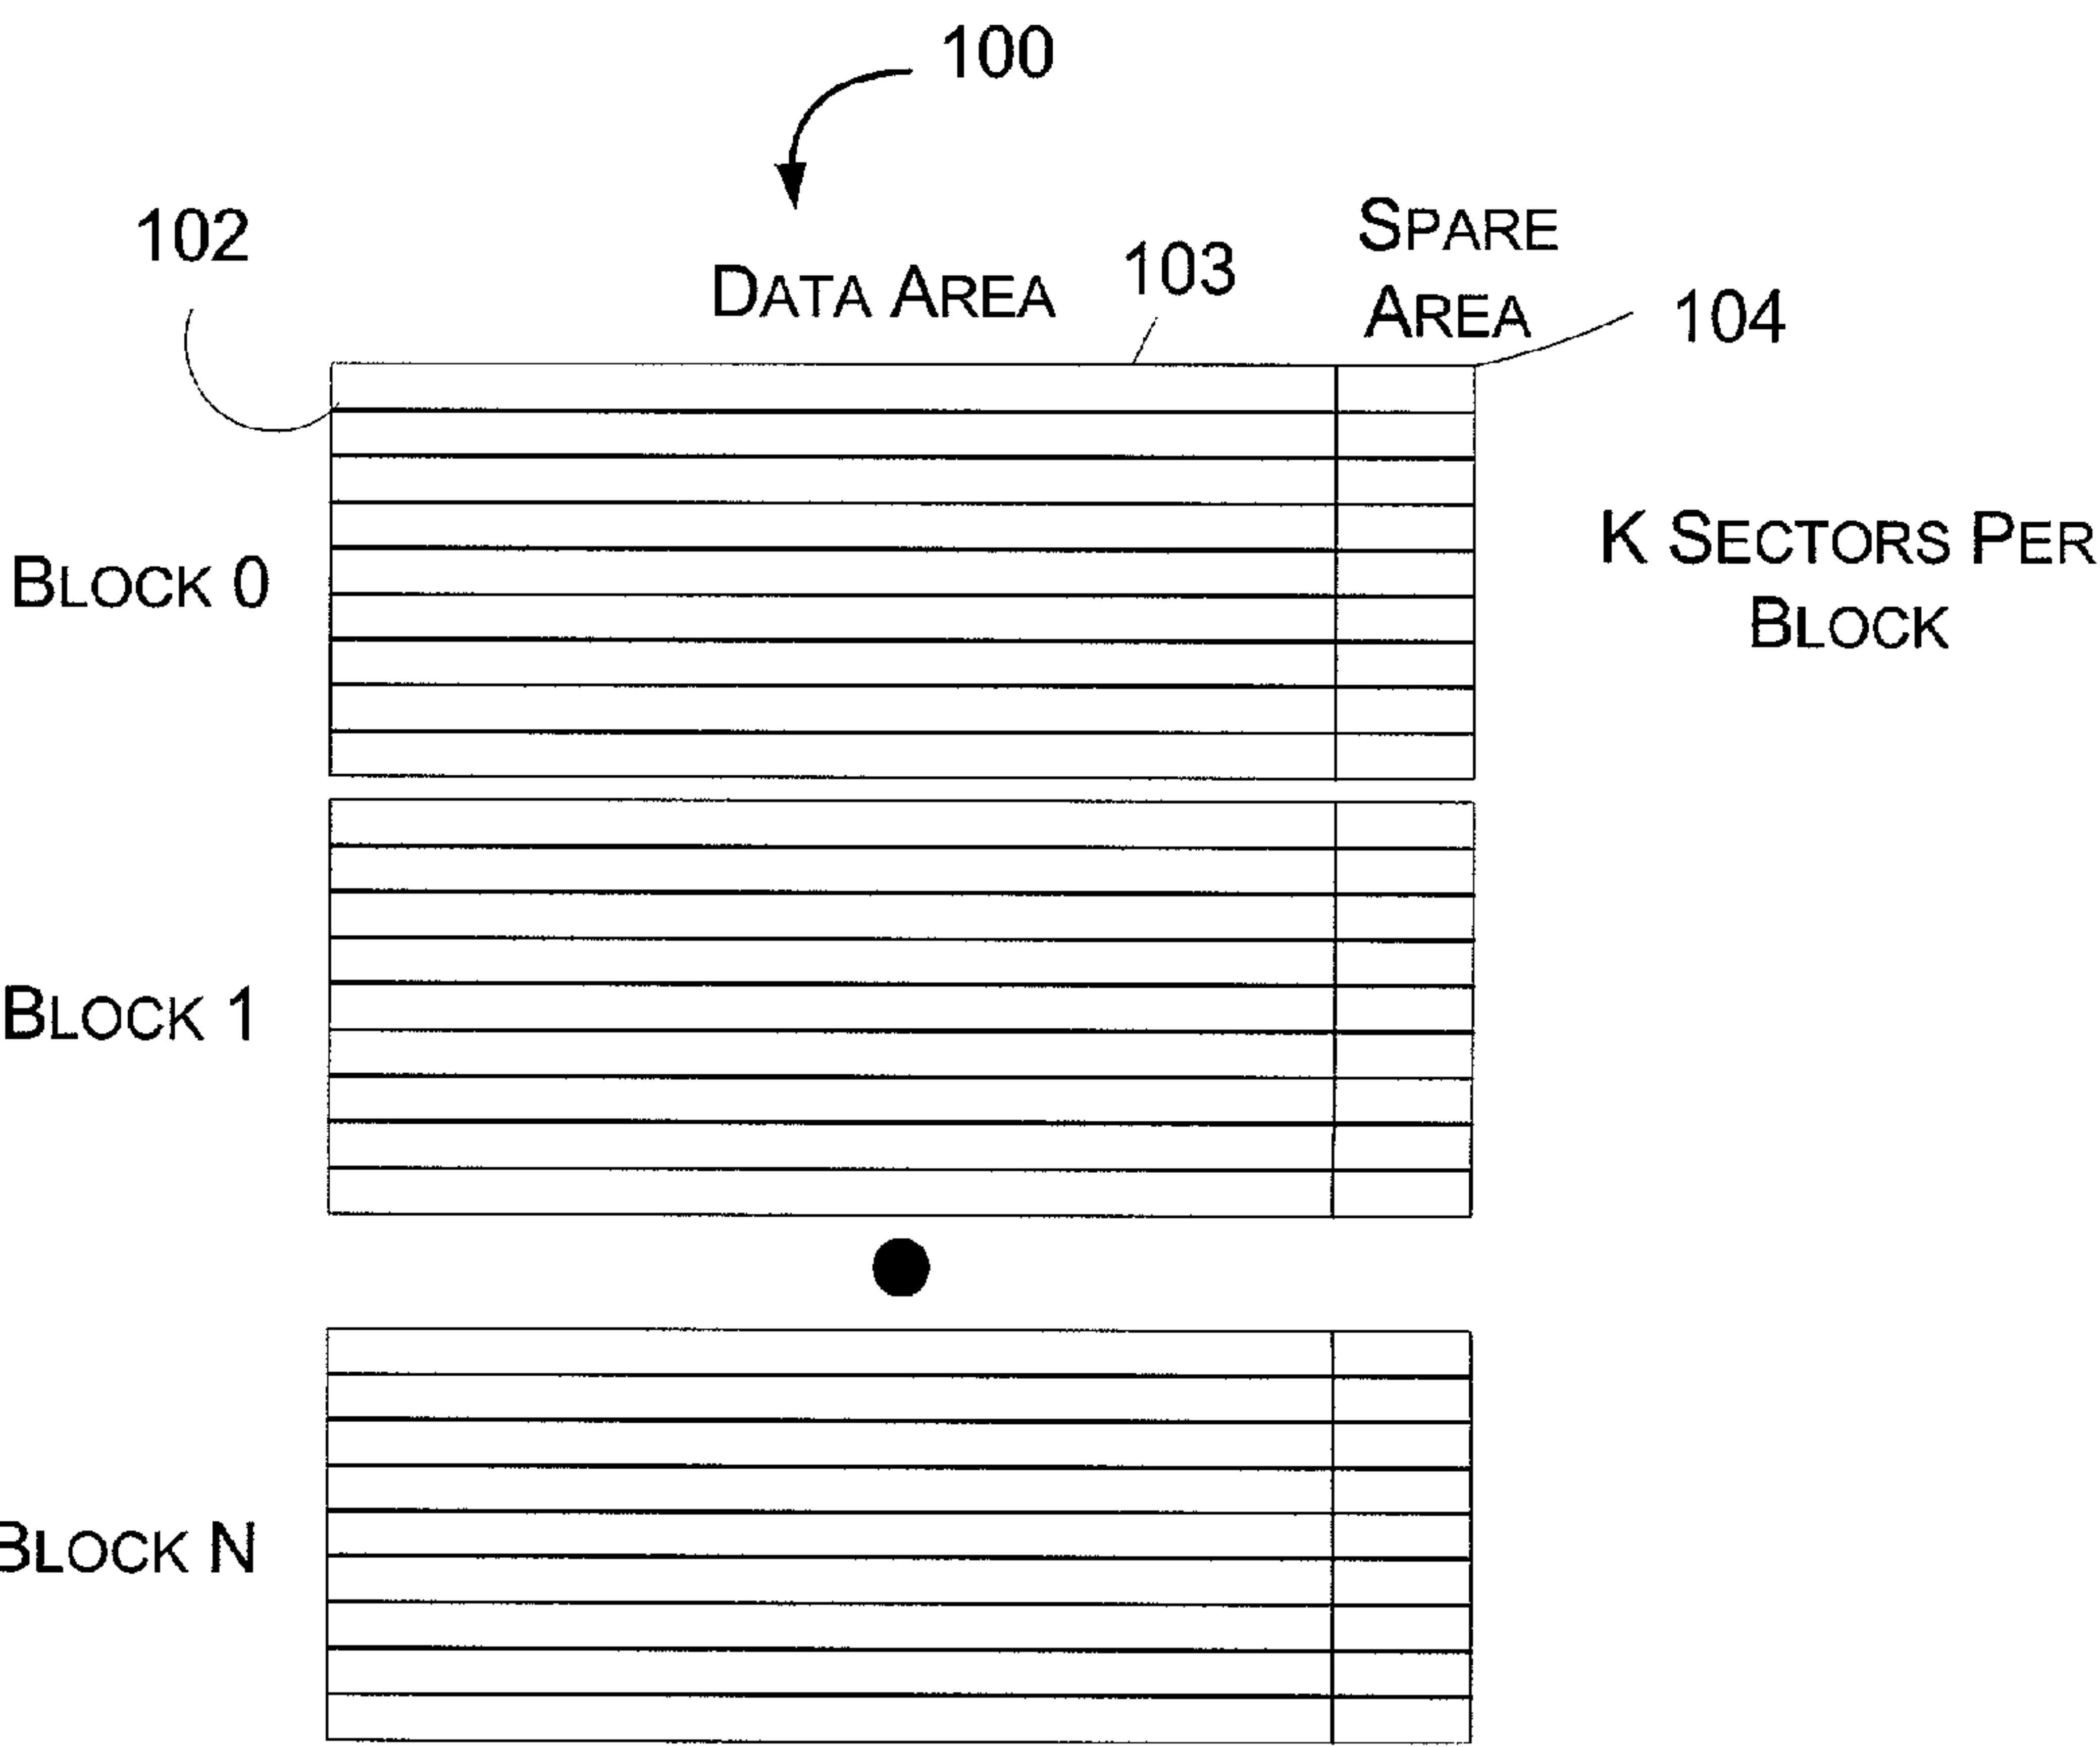 100
102
DATA AREA
103
SPARE
AREA
104
BLOCK 0
K SECTORS PER
BLOCK
BLOCK 1
BLOCK N